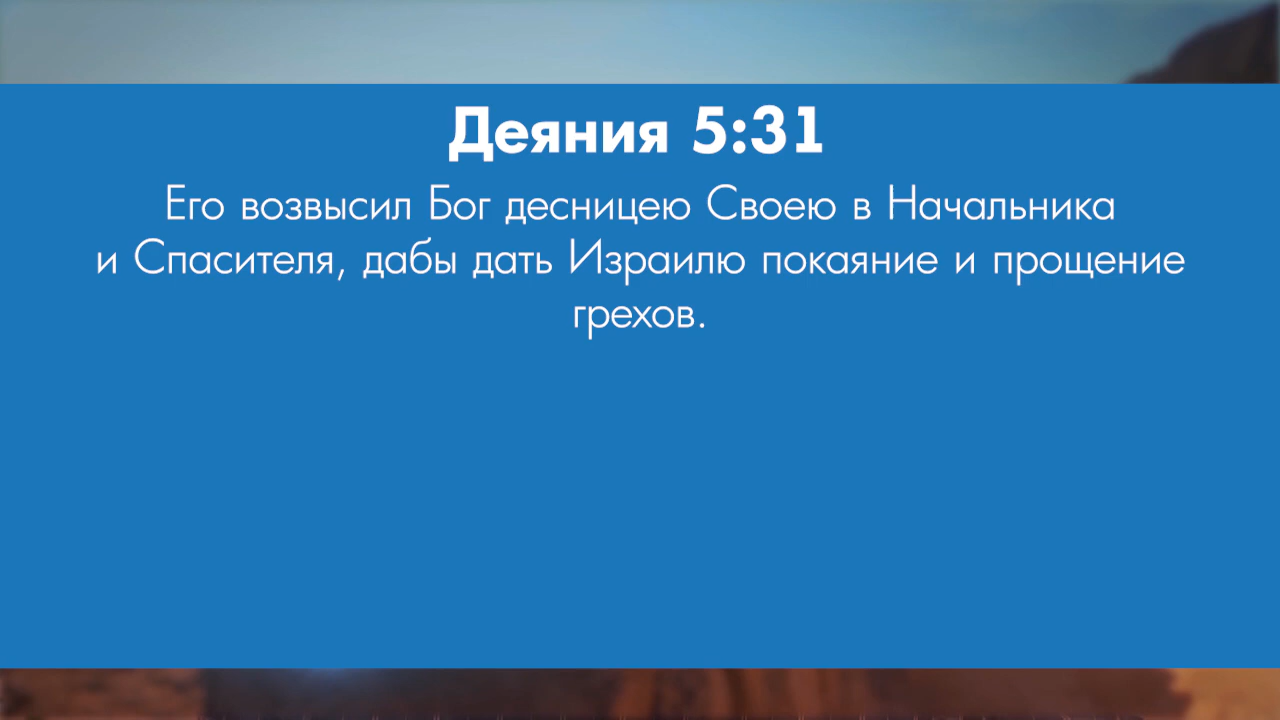 Деяния 5:31
Его возвысил Бог десницею Своею в Начальника
и Спасителя, дабы дать Израилю покаяние и прощение
грехов.